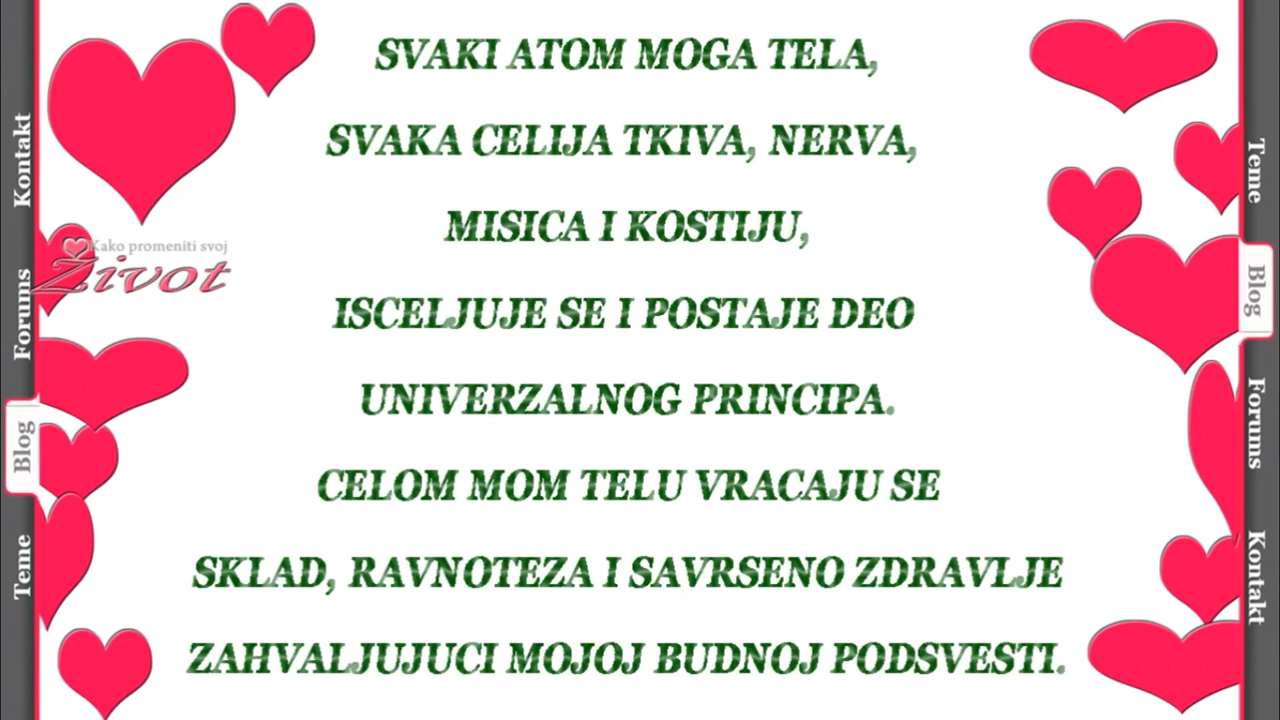 SVAKI ATOM MOGA TELA,
SVAKA CELIJA TKIVA, NERVA,
MISICA I KOSTIJU,
ISCELJUJE SE I POSTAJE DEO
UNIVERZALNOG PRINCIPA.
CELOM MOM TELU VRACAJU SE
SKLAD, RAVNOTEZA I SAVRSENO ZDRAVLJE
ZAHVALJUJUCI MOJOJ BUDNOJ PODSVESTI.
Kako promeniti svoj
Život
Kontakt
Forums
Blog
Teme
Teme
Blog
Forums
Kontakt